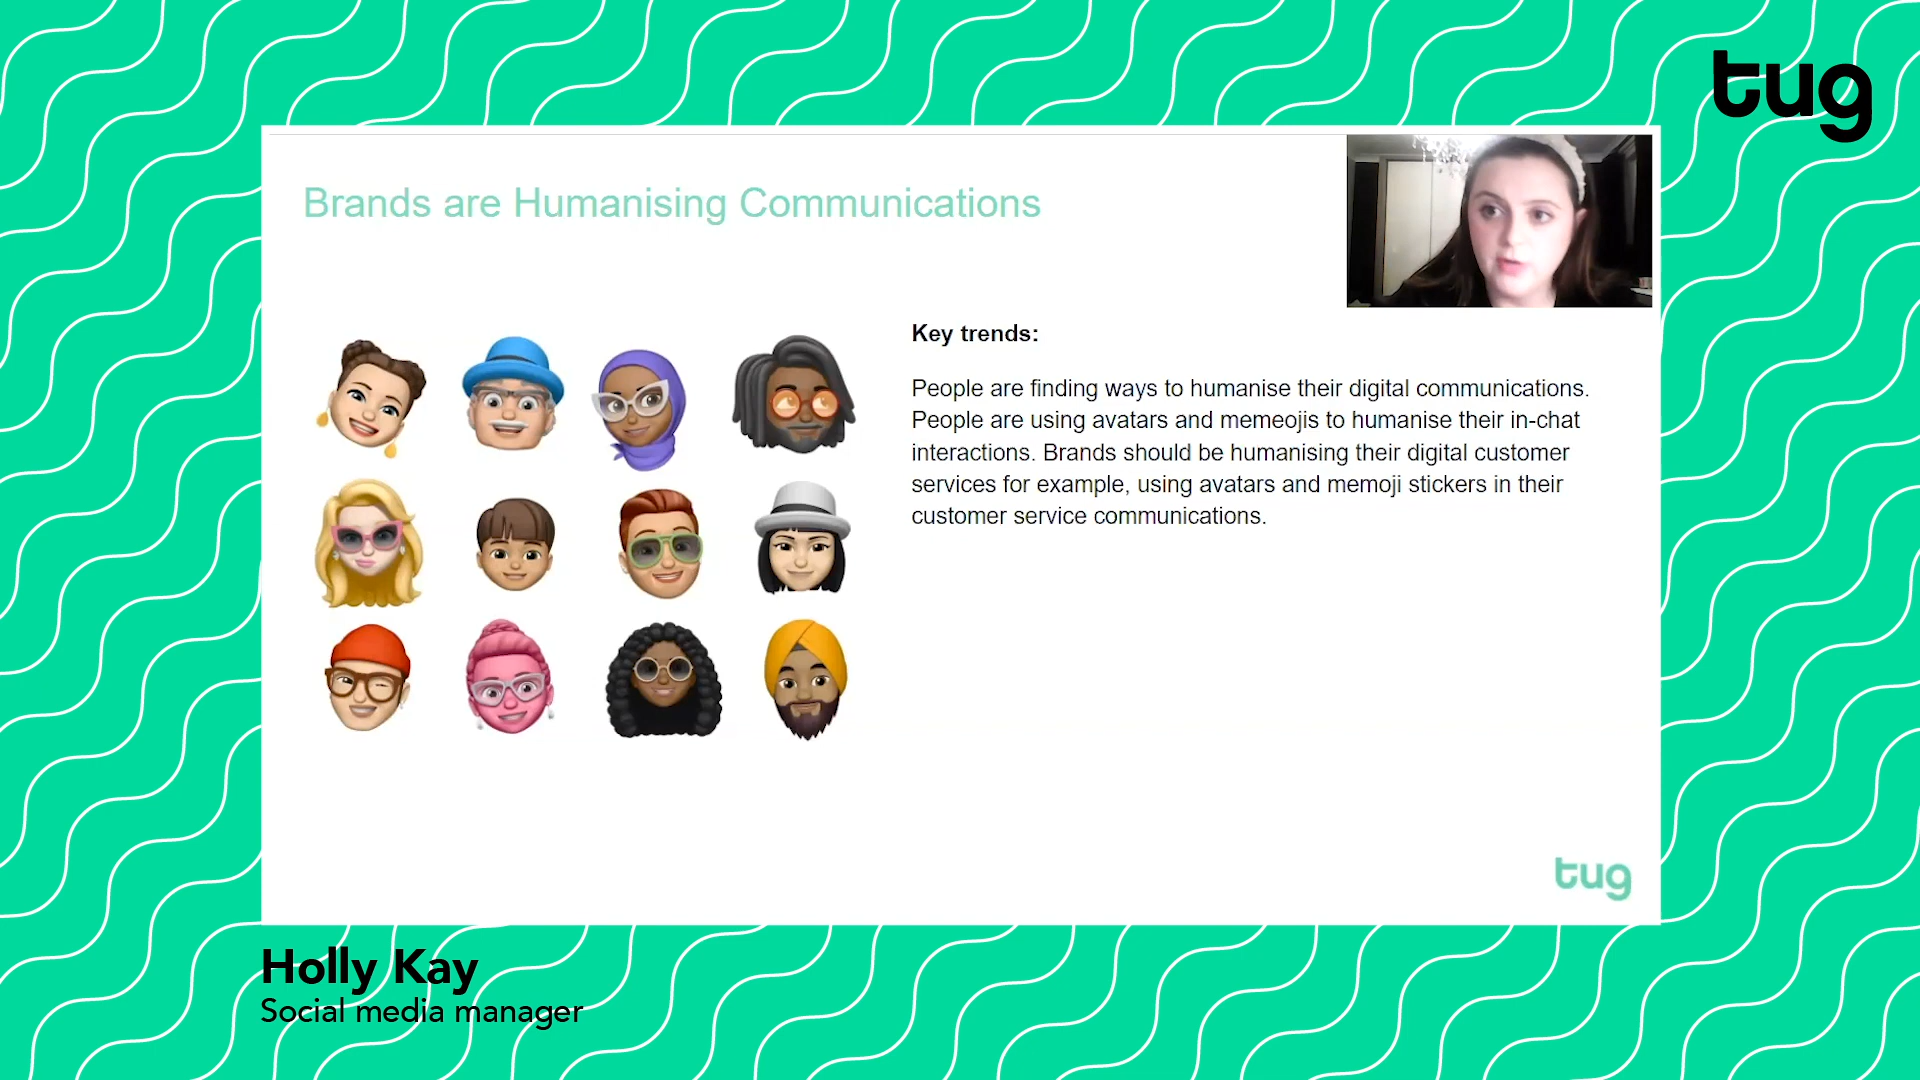 tug
Brands are Humanising Communications
Key trends:
People are finding ways to humanise their digital communications.
People are using avatars and memeojis to humanise their in-chat
interactions. Brands should be humanising their digital customer
services for example, using avatars and memoji stickers in their
customer service communications.
tug
Holly Kay
Social media manager